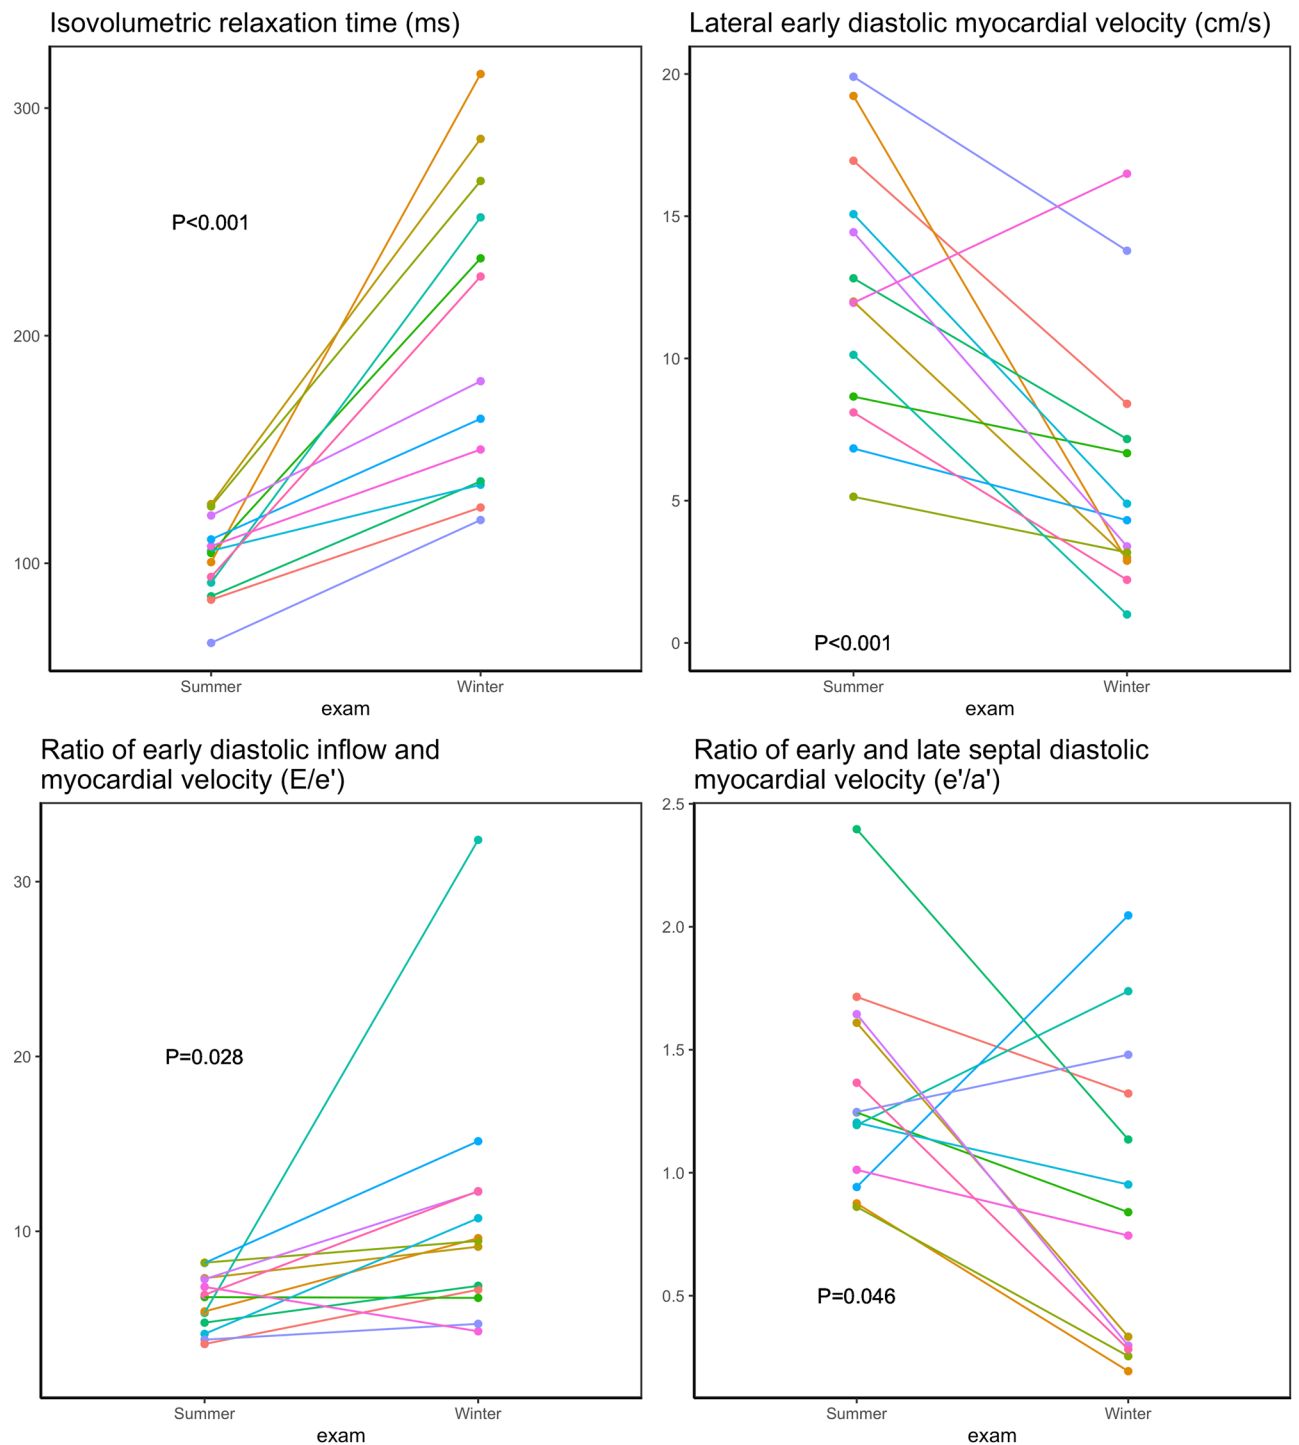 Isovolumetric relaxation time (ms)
300
200
100
P<0.001
Summer
Winter
exam
Lateral early diastolic myocardial velocity (cm/s)
20
15
10
5
0
P<0.001
Summer
Winter
exam
Ratio of early diastolic inflow and
myocardial velocity (E/e')
30
20
10
P=0.028
Summer
Winter
exam
Ratio of early and late septal diastolic
myocardial velocity (e'/a')
2.5
2.0
1.5
1.0
0.5
P=0.046
Summer
Winter
exam